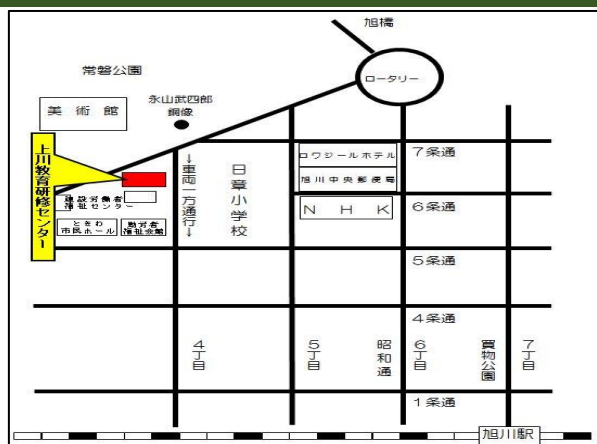 旭橋
常磐公園
ロータリー
美術館
永山武四郎
銅像
上川教育研修センター
↓車両一方通行↓
日章小学校
ロワジールホテル
旭川中央郵便局
NHK
7条通
6条通
5条通
4条通
1条通
建設労働者
福祉センター
ときわ
市民ホール
勤労者
福祉会館
4丁目
5丁目
昭和通
6丁目
買物公園
7丁目
旭川駅